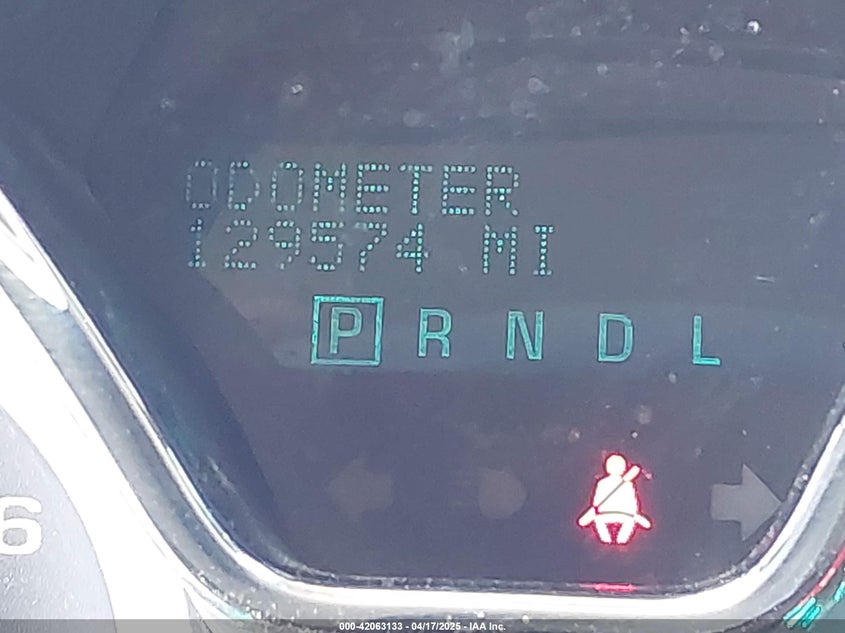 ODOMETER
129574 MI
P R N D L
6
000-42063133 - 04/17/2025 - IAA Inc.